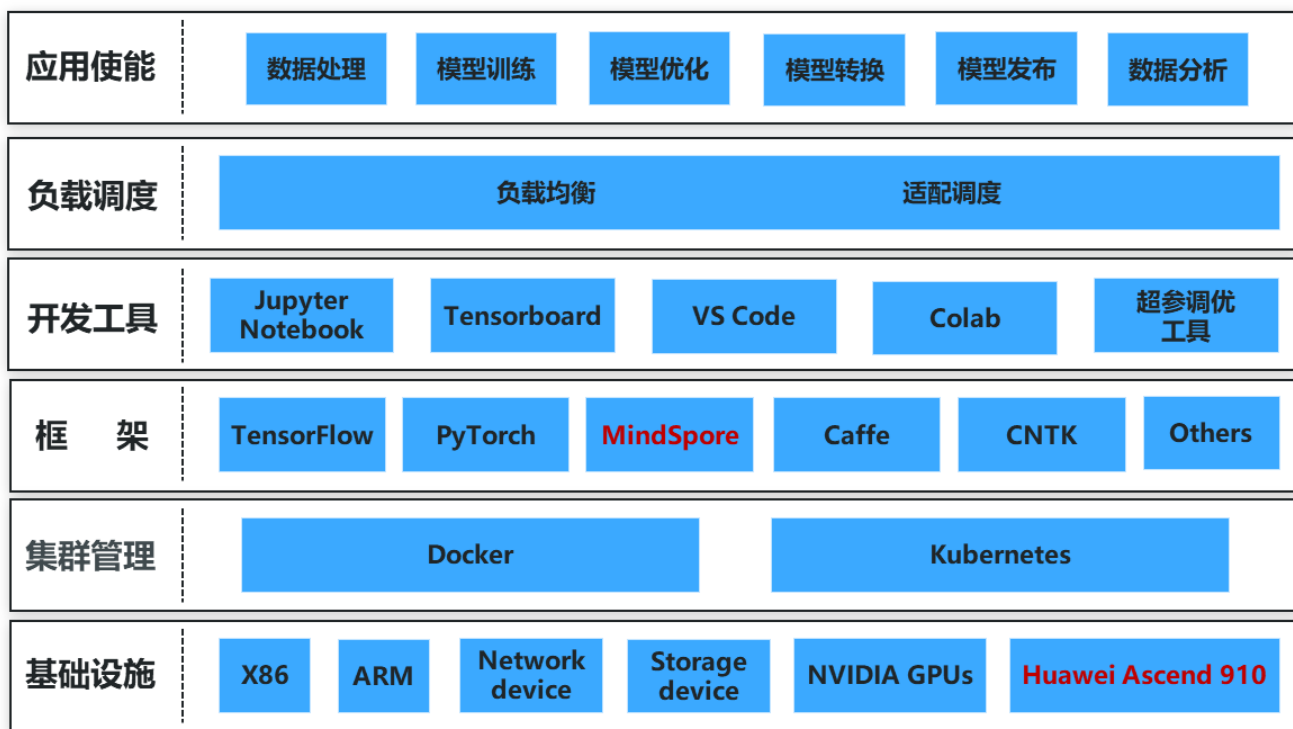 应用使能
数据处理
模型训练
模型优化
模型转换
模型发布
数据分析
负载调度
负载均衡
适配调度
开发工具
Jupyter
Notebook
Tensorboard
VS Code
Colab
超参调优
工具
框 架
TensorFlow
PyTorch
MindSpore
Caffe
CNTK
Others
集群管理
Docker
Kubernetes
基础设施
X86
ARM
Network
device
Storage
device
NVIDIA GPUs
Huawei Ascend 910